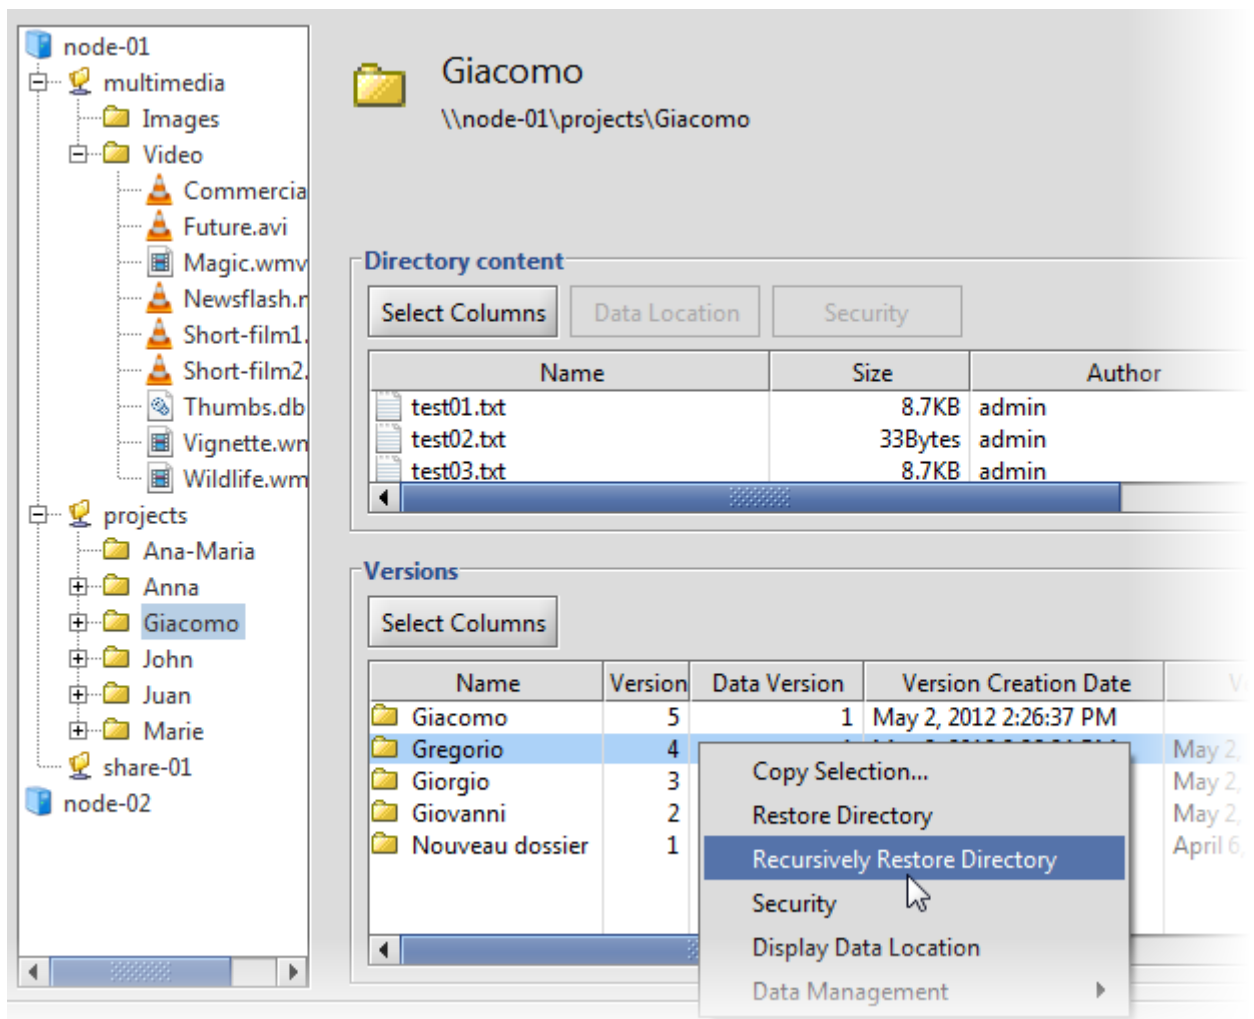 node-01
multimedia
Images
Video
Commercia
Future.avi
Magic.wmv
Newsflash.
Short-film1.
Short-film2.
Thumbs.db
Vignette.w
Wildlife.wm
projects
Ana-Maria
Anna
Giacomo
John
Juan
Marie
share-01
node-02
Giacomo
\\node-01\projects\Giacomo
Directory content
Select Columns Data Location Security
Name Size Author
test01.txt 8.7KB admin
test02.txt 33Bytes admin
test03.txt 8.7KB admin
Versions
Select Columns
Name Version Data Version Version Creation Date
Giacomo 5 1 May 2, 2012 2:26:37 PM
Gregorio 4 May 2,
Giorgio 3 May 2,
Giovanni 2 May 2,
Nouveau dossier 1 April 6,
Copy Selection...
Restore Directory
Recursively Restore Directory
Security
Display Data Location
Data Management